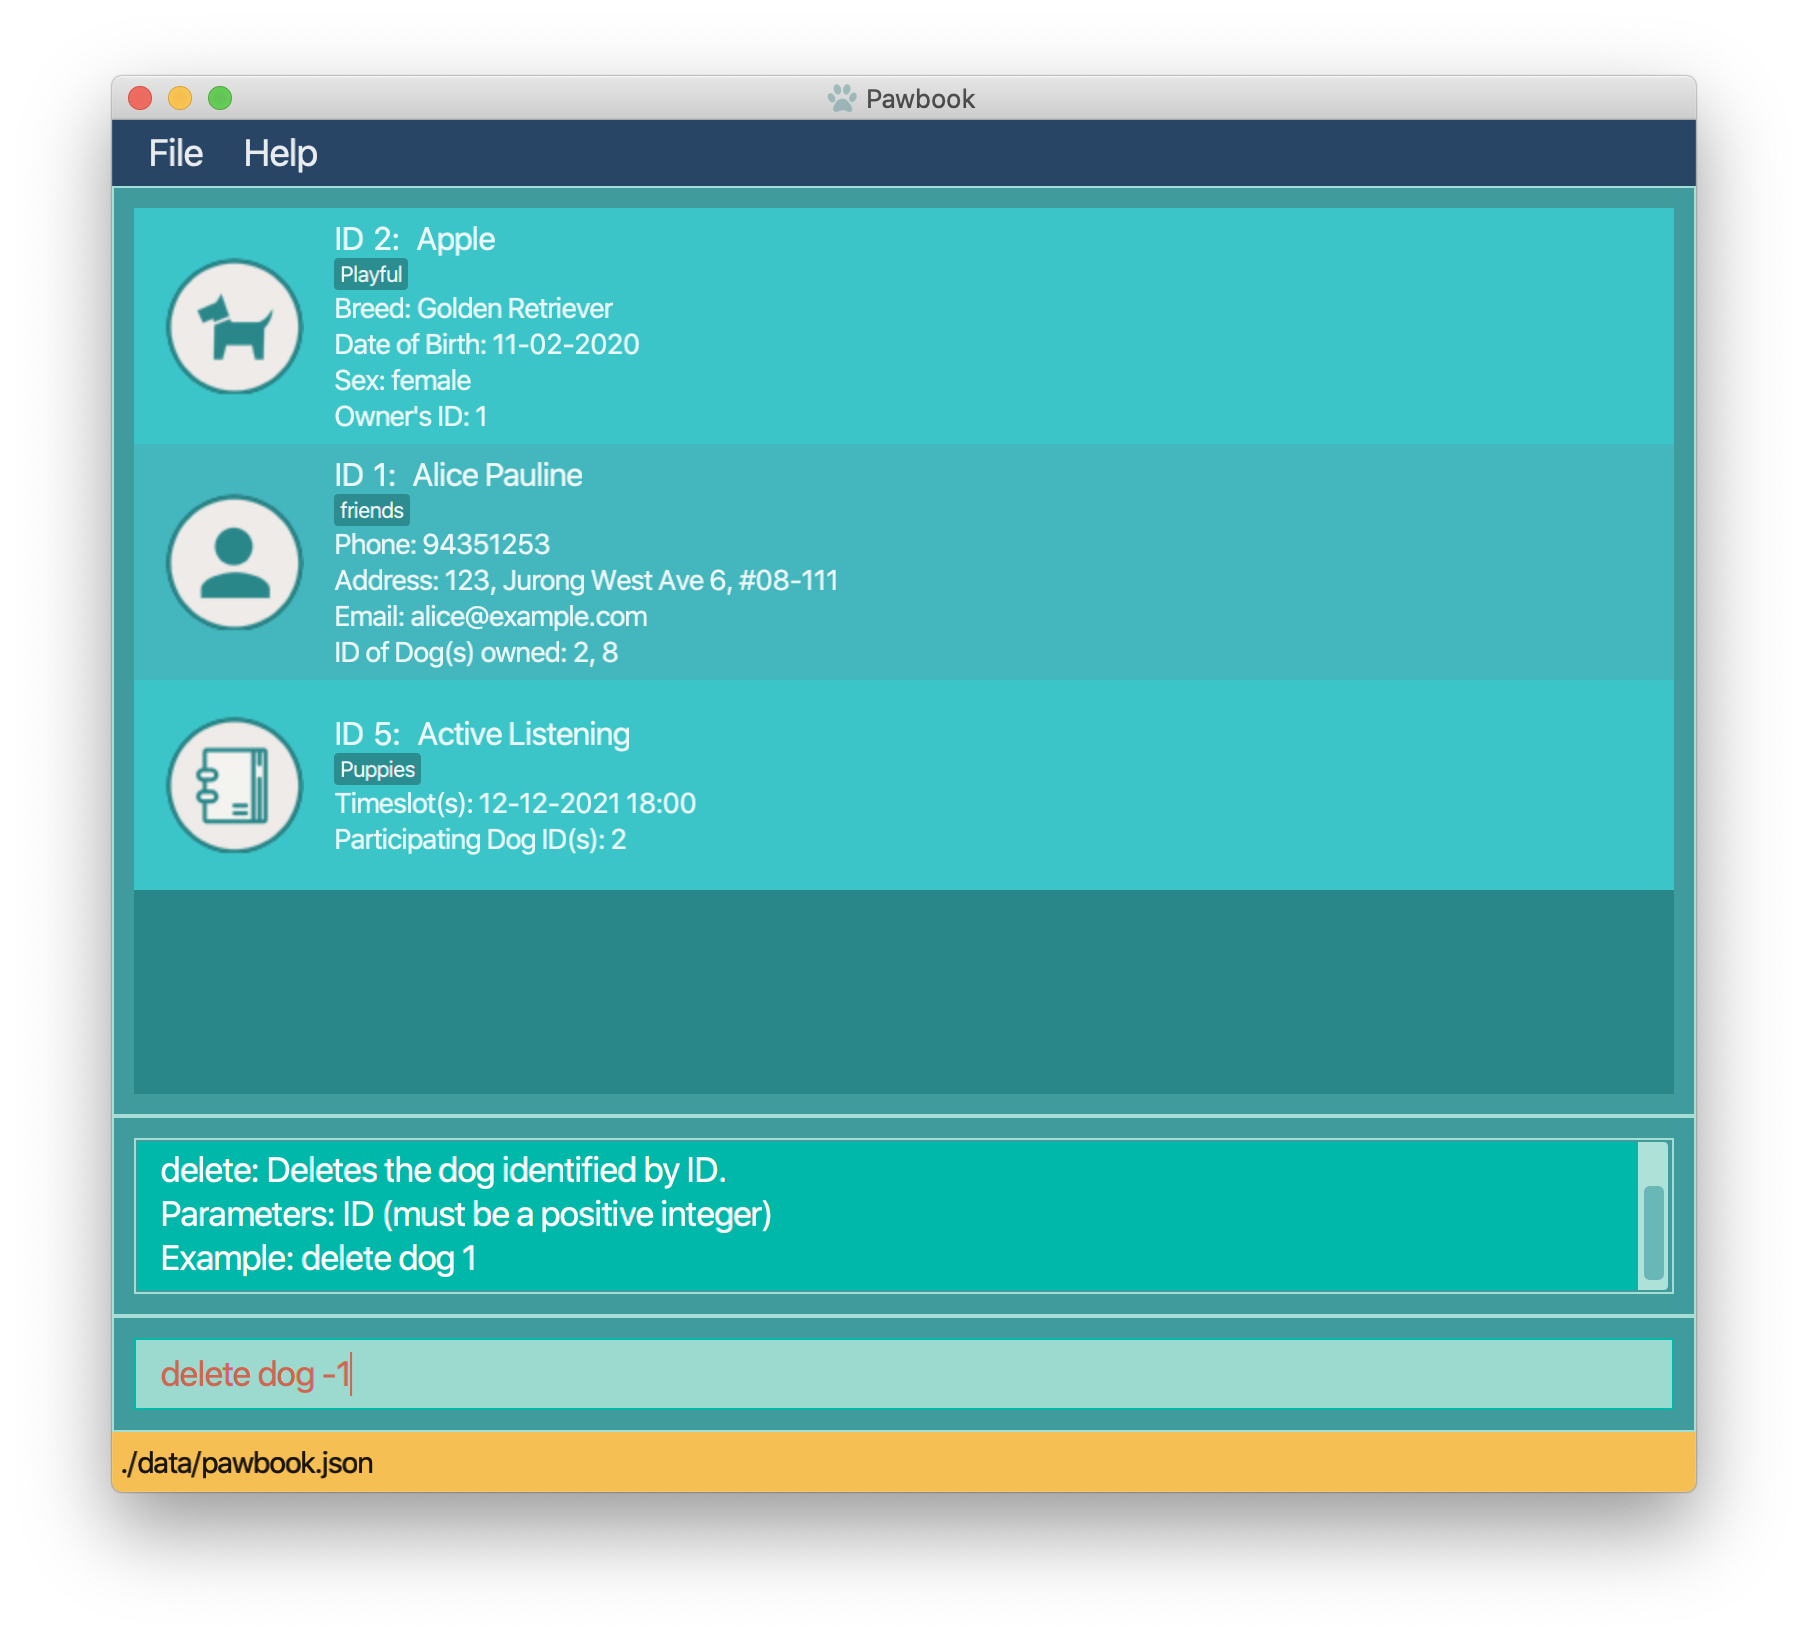 Pawbook
File Help
ID 2: Apple
Playful
Breed: Golden Retriever
Date of Birth: 11-02-2020
Sex: female
Owner's ID: 1
ID 1: Alice Pauline
friends
Phone: 94351253
Address: 123, Jurong West Ave 6, #08-111
Email: alice@example.com
ID of Dog(s) owned: 2, 8
ID 5: Active Listening
Puppies
Timeslot(s): 12-12-2021 18:00
Participating Dog ID(s): 2
delete: Deletes the dog identified by ID.
Parameters: ID (must be a positive integer)
Example: delete dog 1
delete dog -1
./data/pawbook.json